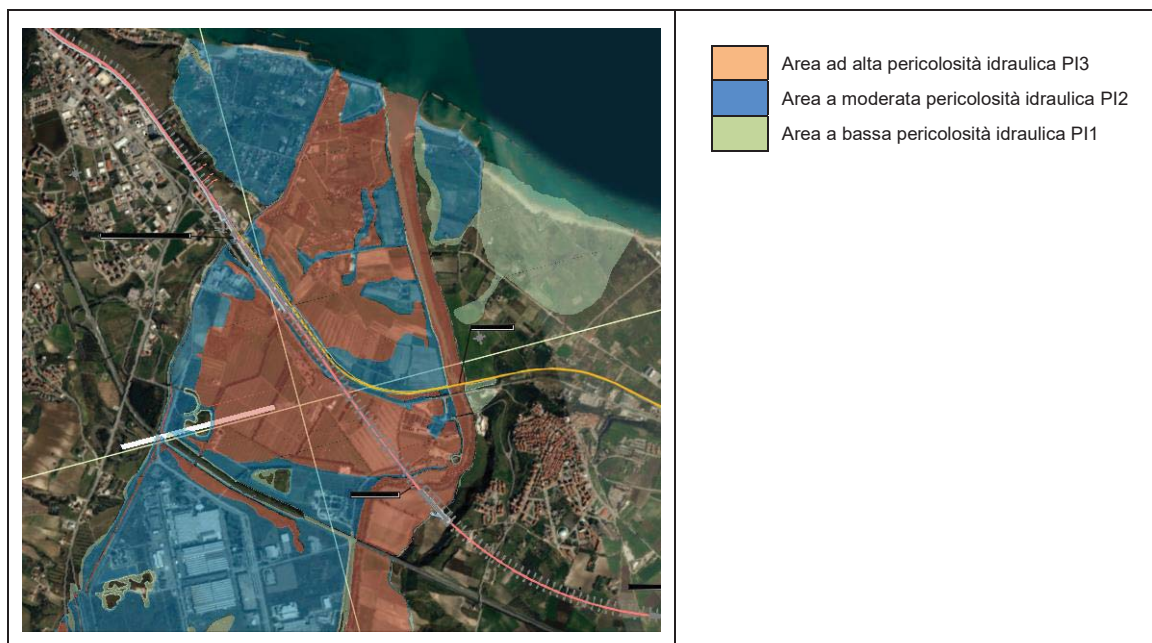 Area ad alta pericolosità idraulica PI3
Area a moderata pericolosità idraulica PI2
Area a bassa pericolosità idraulica PI1